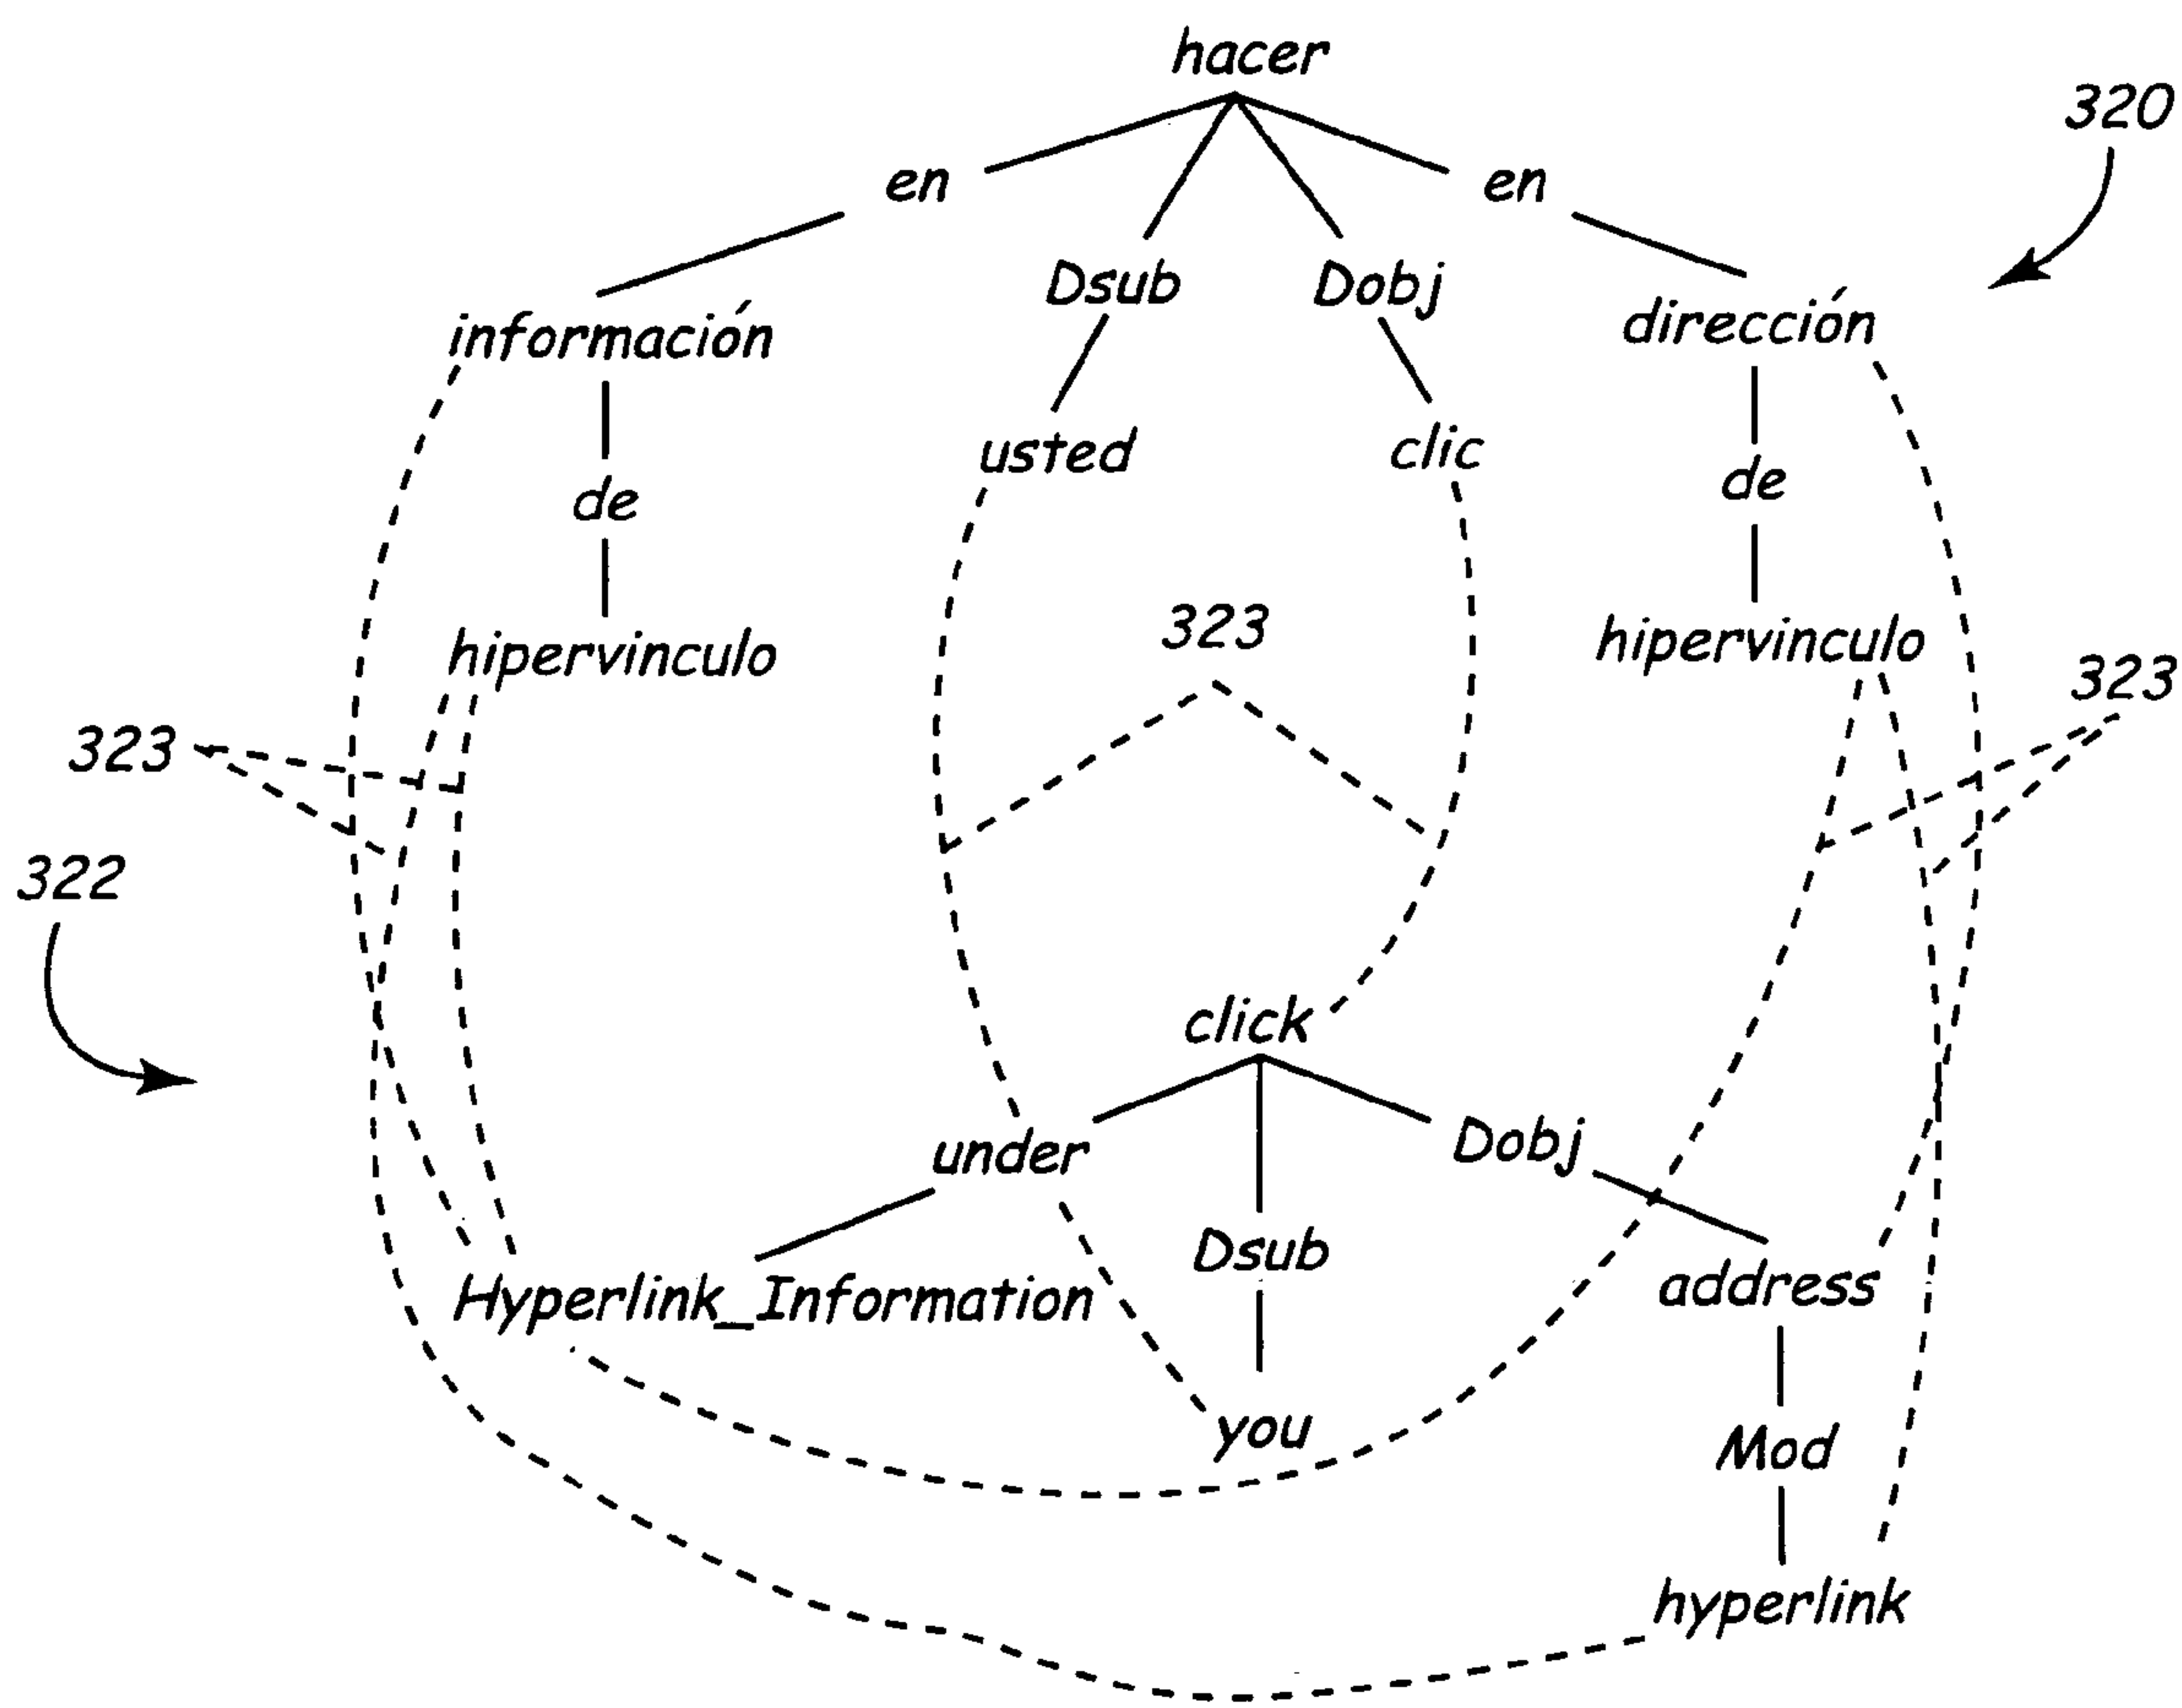 hacer
320
en
en
Dsub
Dobj
información
dirección
usted
clic
de
de
323
hipervinculo
hipervinculo
323
323
322
click
under
Dobj
Dsub
Hyperlink_Information
address
you
Mod
hyperlink